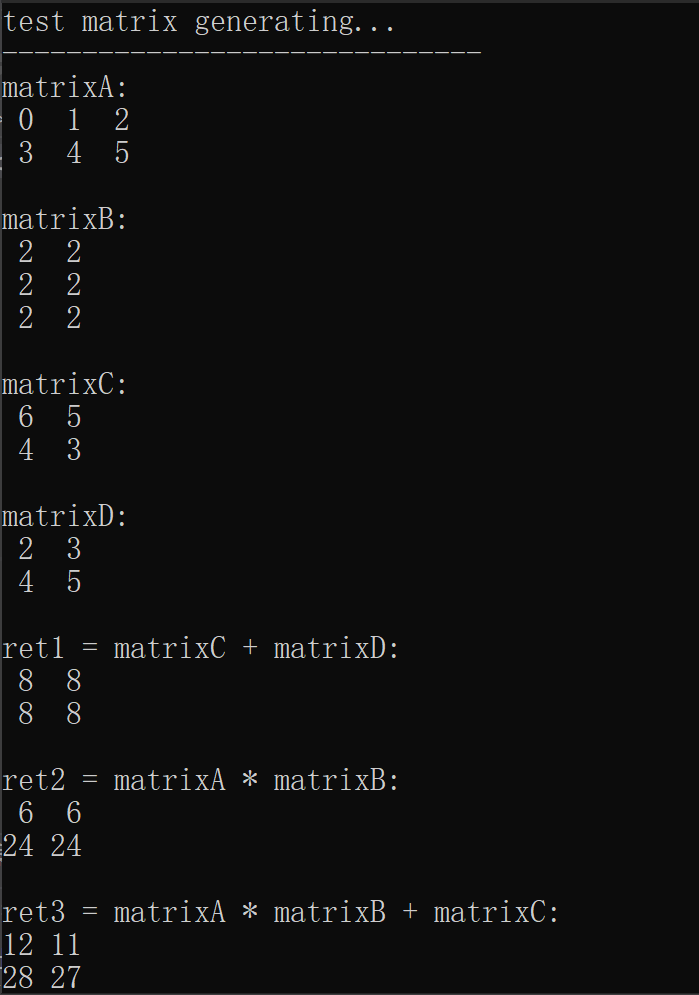 test matrix generating...
------------------------------
matrixA:
 0  1  2
 3  4  5
matrixB:
 2  2
 2  2
 2  2
matrixC:
 6  5
 4  3
matrixD:
 2  3
 4  5
ret1 = matrixC + matrixD:
 8  8
 8  8
ret2 = matrixA * matrixB:
 6  6
24 24
ret3 = matrixA * matrixB + matrixC:
12 11
28 27